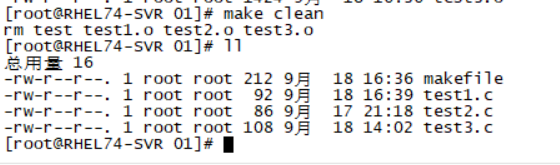 [root@RHEL74-SVR 01]# make clean
rm test test1.o test2.o test3.o
[root@RHEL74-SVR 01]# ll
总用量 16
-rw-r--r--. 1 root root 212 9月  18 16:36 makefile
-rw-r--r--. 1 root root  92 9月  18 16:39 test1.c
-rw-r--r--. 1 root root  86 9月  17 21:18 test2.c
-rw-r--r--. 1 root root 108 9月  18 14:02 test3.c
[root@RHEL74-SVR 01]#